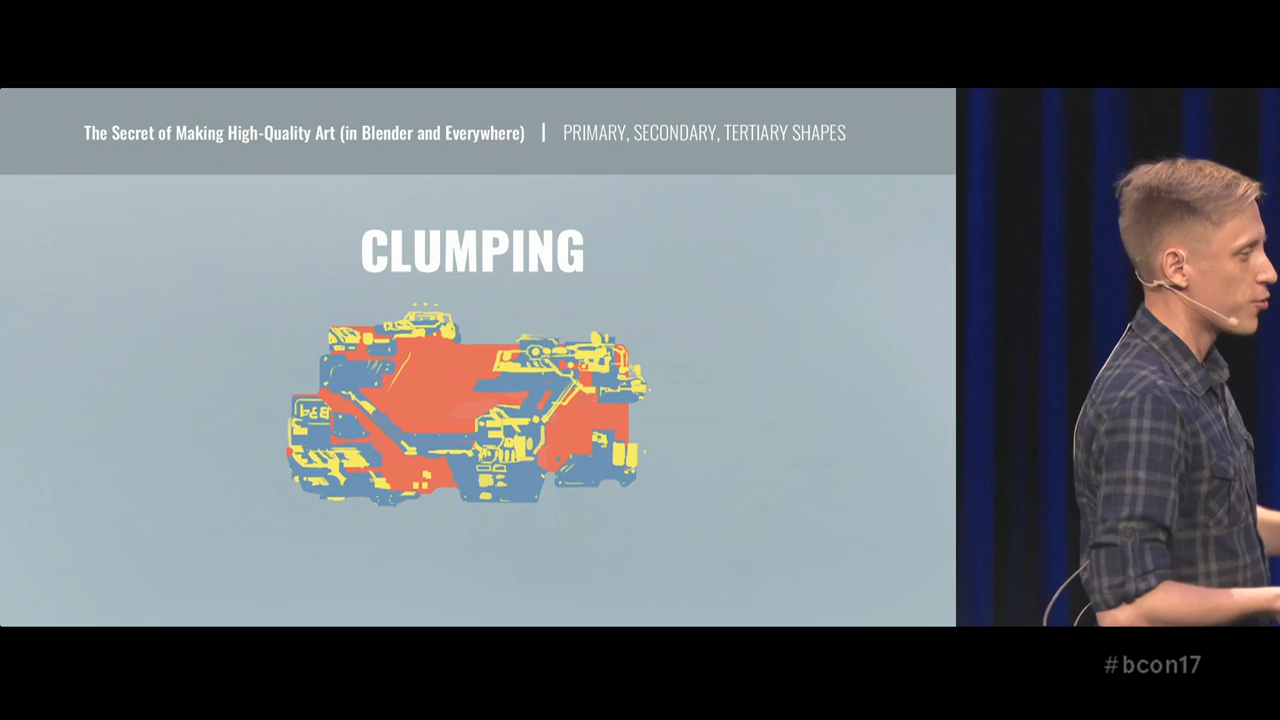 The Secret of Making High-Quality Art (in Blender and Everywhere) | PRIMARY, SECONDARY, TERTIARY SHAPES
CLUMPING
#bcon17